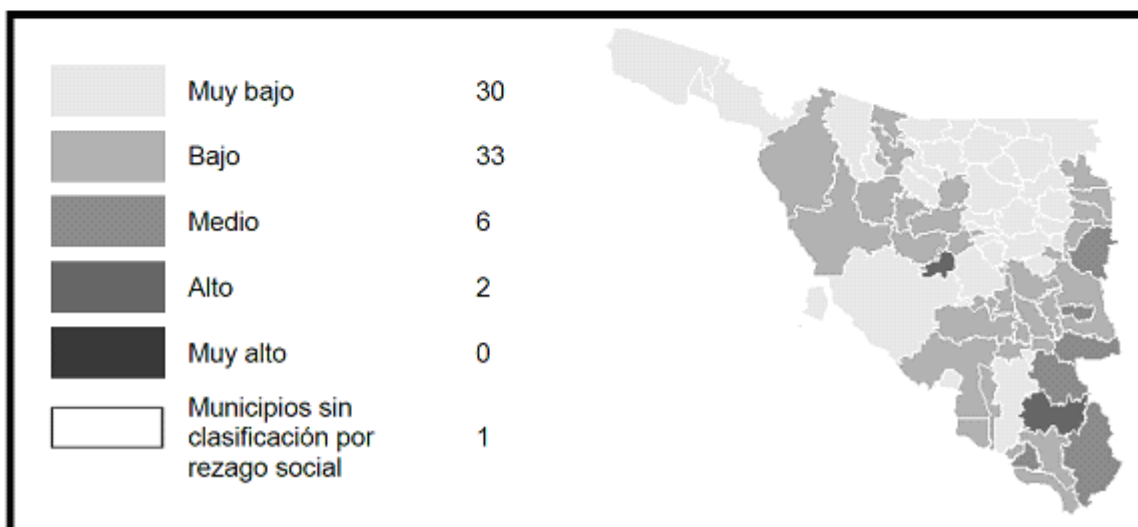 Muy bajo 30
Bajo 33
Medio 6
Alto 2
Muy alto 0
Municipios sin
clasificación por 1
rezago social